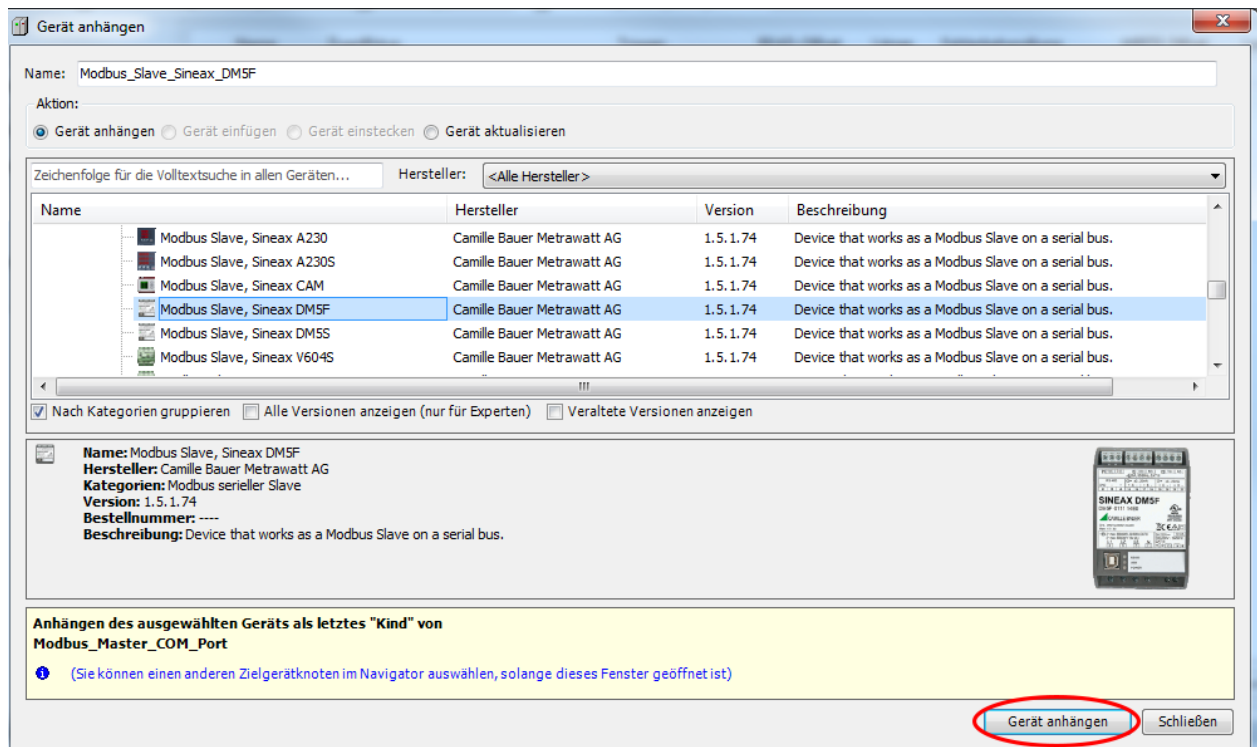 Gerät anhängen
Name: Modbus_Slave_Sineax_DM5F
Aktion:
Gerät anhängen Gerät einfügen Gerät einstecken Gerät aktualisieren
Zeichenfolge für die Volltextsuche in allen Geräten... Hersteller: <Alle Hersteller>
Name Hersteller Version Beschreibung
Modbus Slave, Sineax A230 Camille Bauer Metrawatt AG 1.5.1.74 Device that works as a Modbus Slave on a serial bus.
Modbus Slave, Sineax A230S Camille Bauer Metrawatt AG 1.5.1.74 Device that works as a Modbus Slave on a serial bus.
Modbus Slave, Sineax CAM Camille Bauer Metrawatt AG 1.5.1.74 Device that works as a Modbus Slave on a serial bus.
Modbus Slave, Sineax DM5F Camille Bauer Metrawatt AG 1.5.1.74 Device that works as a Modbus Slave on a serial bus.
Modbus Slave, Sineax DM5S Camille Bauer Metrawatt AG 1.5.1.74 Device that works as a Modbus Slave on a serial bus.
Modbus Slave, Sineax V604S Camille Bauer Metrawatt AG 1.5.1.74 Device that works as a Modbus Slave on a serial bus.
Nach Kategorien gruppieren Alle Versionen anzeigen (nur für Experten) Veraltete Versionen anzeigen
Name: Modbus Slave, Sineax DM5F
Hersteller: Camille Bauer Metrawatt AG
Kategorien: Modbus serieller Slave
Version: 1.5.1.74
Bestellnummer: ----
Beschreibung: Device that works as a Modbus Slave on a serial bus.
SINEAX DM5F
Anhängen des ausgewählten Geräts als letztes "Kind" von
Modbus_Master_COM_Port
(Sie können einen anderen Zielgerätknoten im Navigator auswählen, solange dieses Fenster geöffnet ist)
Gerät anhängen Schließen